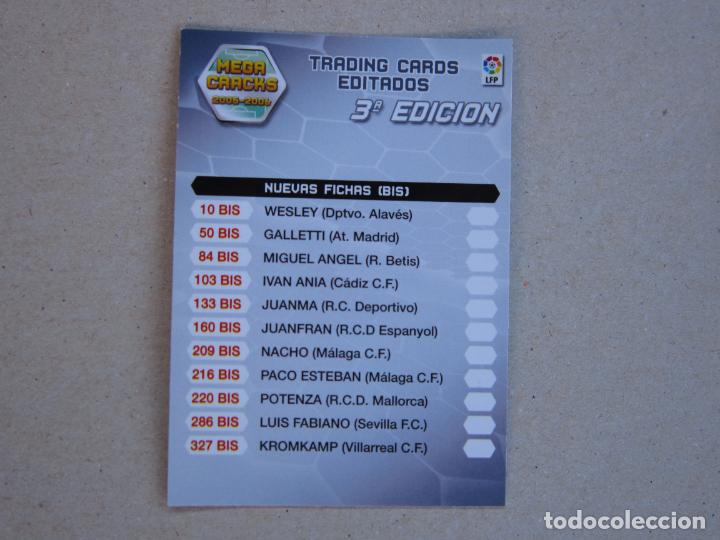 MEGA
CRACKS
2005-2006
TRADING CARDS
EDITADOS
3ª EDICION
LFP
NUEVAS FICHAS (BIS)
10 BIS WESLEY (Dptvo. Alavés)
50 BIS GALLETTI (At. Madrid)
84 BIS MIGUEL ANGEL (R. Betis)
103 BIS IVAN ANIA (Cádiz C.F.)
133 BIS JUANMA (R.C. Deportivo)
160 BIS JUANFRAN (R.C.D Espanyol)
209 BIS NACHO (Málaga C.F.)
216 BIS PACO ESTEBAN (Málaga C.F.)
220 BIS POTENZA (R.C.D. Mallorca)
286 BIS LUIS FABIANO (Sevilla F.C.)
327 BIS KROMKAMP (Villarreal C.F.)
todocoleccion